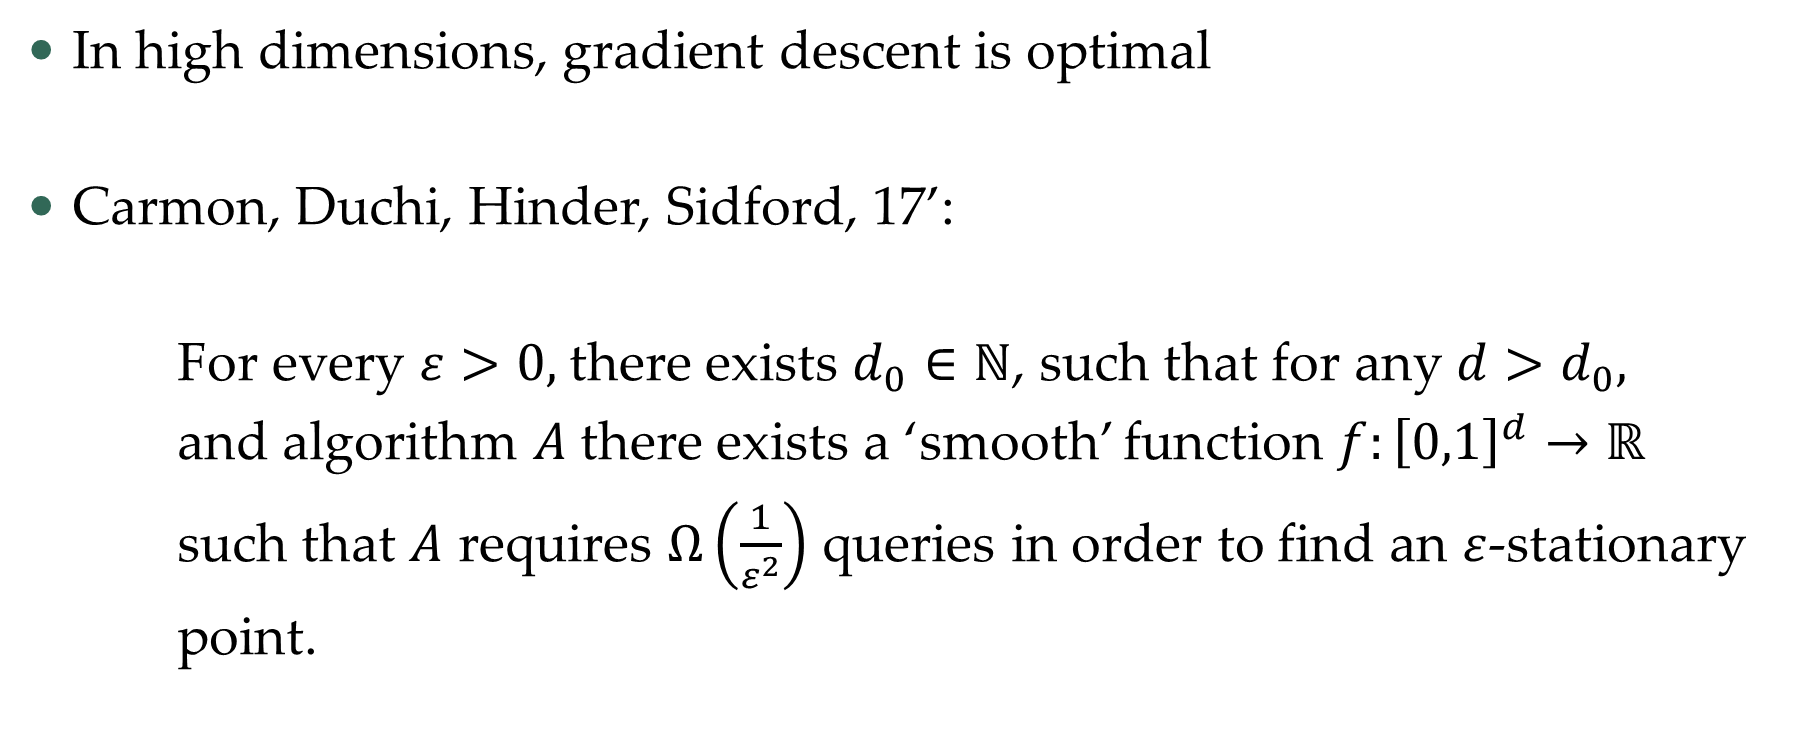 • In high dimensions, gradient descent is optimal
• Carmon, Duchi, Hinder, Sidford, 17′:
For every ε > 0, there exists d₀ ∈ ℕ, such that for any d > d₀,
and algorithm A there exists a ‘smooth’ function f: [0,1]ᵈ → ℝ
such that A requires Ω(1/ε²) queries in order to find an ε-stationary
point.